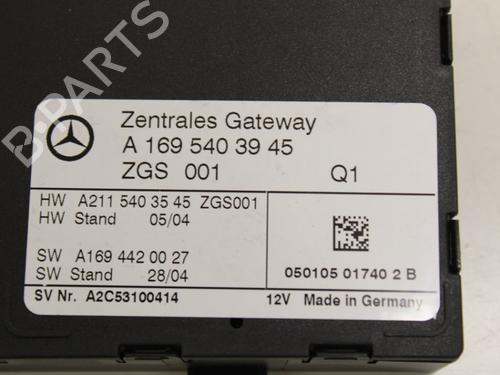 B-PARTS
Zentrales Gateway
A 169 540 39 45
ZGS 001 Q1
HW A211 540 35 45 ZGS001
HW Stand 05/04
SW A169 442 00 27
SW Stand 28/04
050105 01740 2 B
SV Nr. A2C53100414 12V Made in Germany